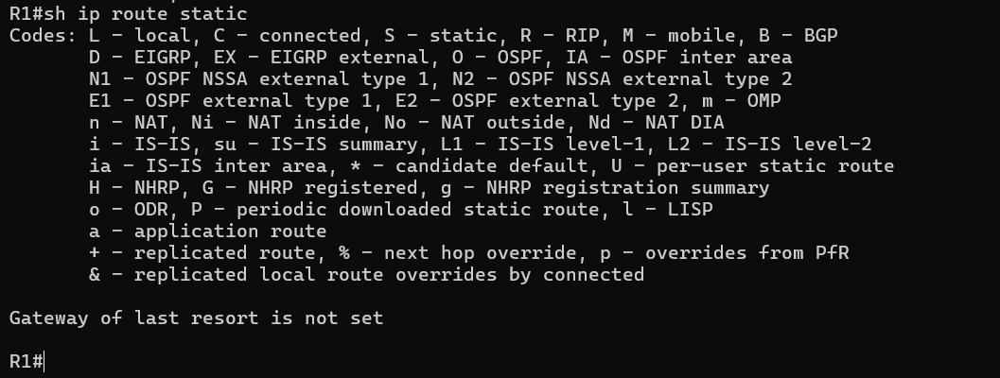 R1#sh ip route static
Codes: L - local, C - connected, S - static, R - RIP, M - mobile, B - BGP
D - EIGRP, EX - EIGRP external, O - OSPF, IA - OSPF inter area
N1 - OSPF NSSA external type 1, N2 - OSPF NSSA external type 2
E1 - OSPF external type 1, E2 - OSPF external type 2, m - OMP
n - NAT, Ni - NAT inside, No - NAT outside, Nd - NAT DIA
i - IS-IS, su - IS-IS summary, L1 - IS-IS level-1, L2 - IS-IS level-2
ia - IS-IS inter area, * - candidate default, U - per-user static route
H - NHRP, G - NHRP registered, g - NHRP registration summary
o - ODR, P - periodic downloaded static route, l - LISP
a - application route
+ - replicated route, % - next hop override, p - overrides from PfR
& - replicated local route overrides by connected
Gateway of last resort is not set
R1#